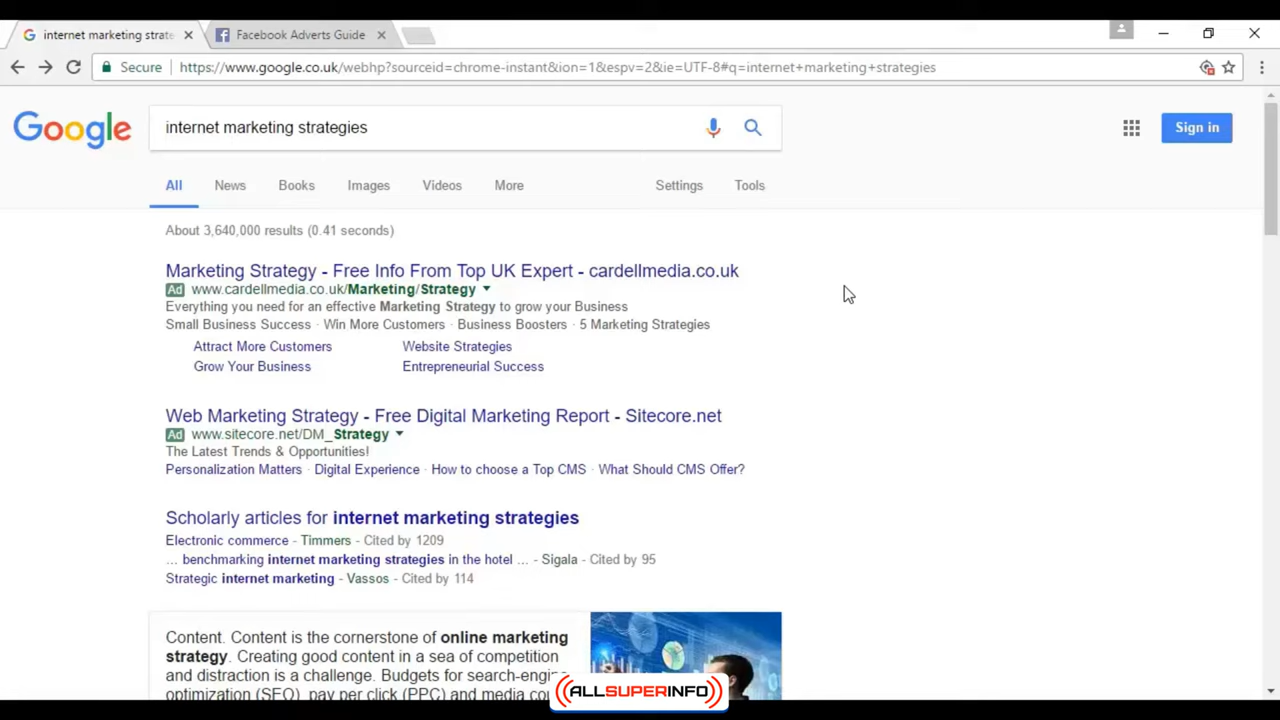 internet marketing strate
Facebook Adverts Guide
Secure
https://www.google.co.uk/webhp?sourceid=chrome-instant&ion=1&espv=2&ie=UTF-8#q=internet+marketing+strategies
Google
internet marketing strategies
Sign in
All News Books Images Videos More Settings Tools
About 3,640,000 results (0.41 seconds)
Marketing Strategy - Free Info From Top UK Expert - cardellmedia.co.uk
Ad www.cardellmedia.co.uk/Marketing/Strategy
Everything you need for an effective Marketing Strategy to grow your Business
Small Business Success · Win More Customers · Business Boosters · 5 Marketing Strategies
Attract More Customers Website Strategies
Grow Your Business Entrepreneurial Success
Web Marketing Strategy - Free Digital Marketing Report - Sitecore.net
Ad www.sitecore.net/DM_Strategy
The Latest Trends & Opportunities!
Personalization Matters · Digital Experience · How to choose a Top CMS · What Should CMS Offer?
Scholarly articles for internet marketing strategies
Electronic commerce - Timmers - Cited by 1209
... benchmarking internet marketing strategies in the hotel ... - Sigala - Cited by 95
Strategic internet marketing - Vassos - Cited by 114
Content. Content is the cornerstone of online marketing
strategy. Creating good content in a sea of competition
and distraction is a challenge. Budgets for search-engine
optimization (SEO), pay per click (PPC) and media
ALLSUPERINFO